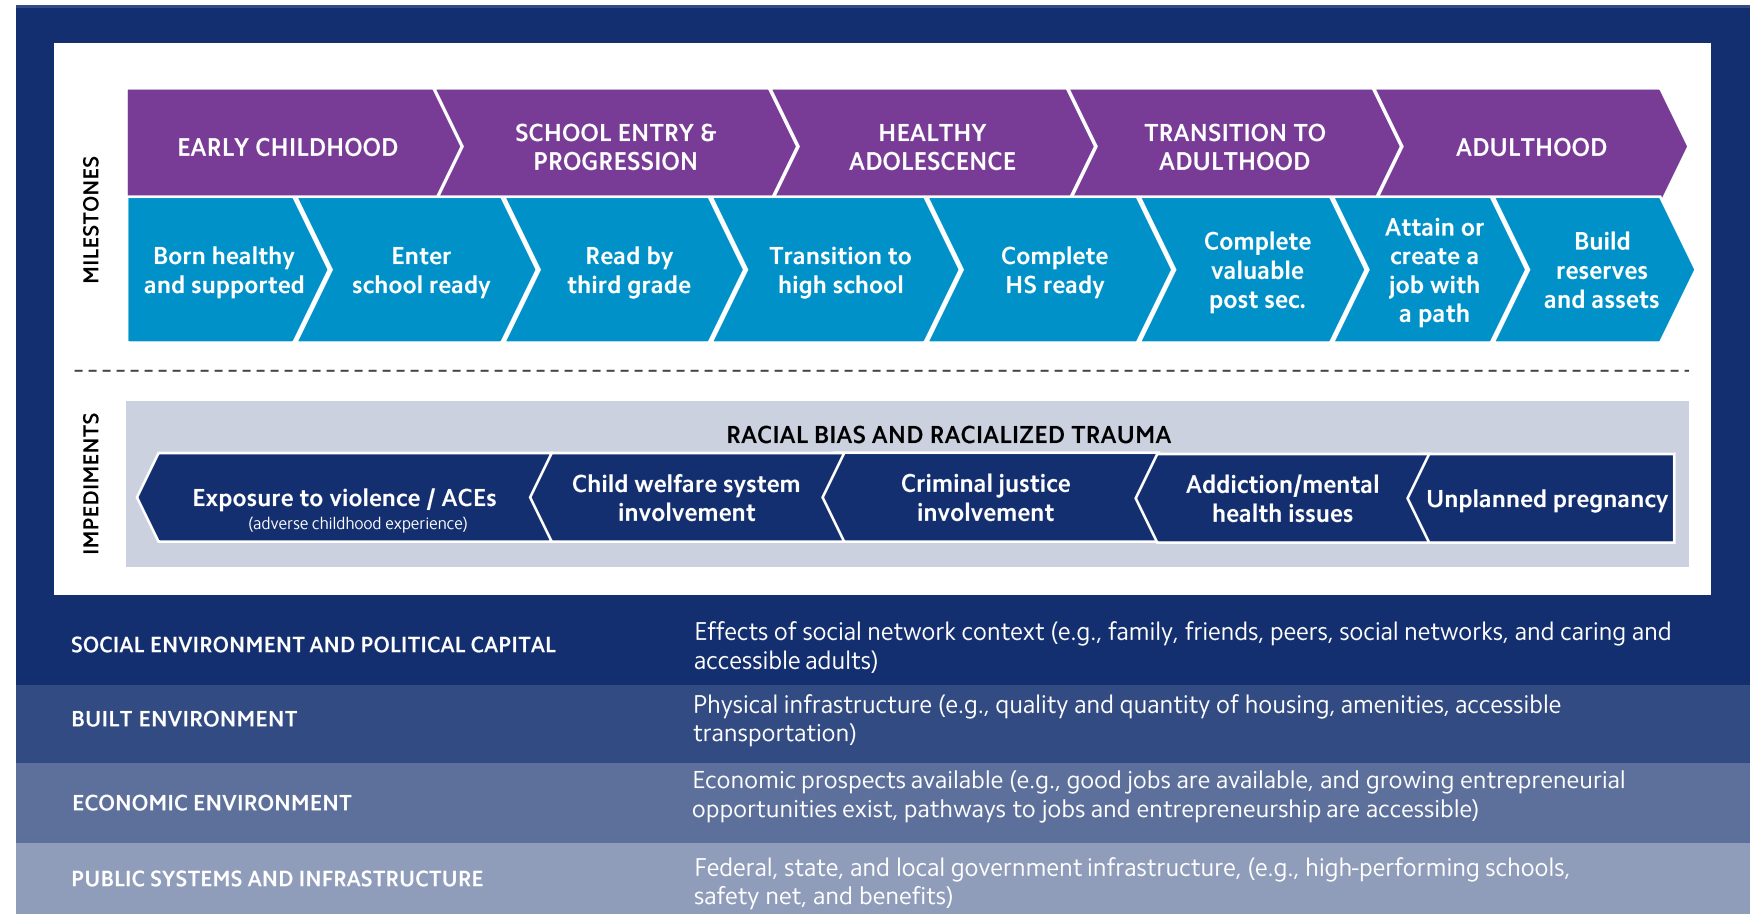 MILESTONES
EARLY CHILDHOOD
SCHOOL ENTRY &
PROGRESSION
HEALTHY
ADOLESCENCE
TRANSITION TO
ADULTHOOD
ADULTHOOD
Born healthy
and supported
Enter
school ready
Read by
third grade
Transition to
high school
Complete
HS ready
Complete
valuable
post sec.
Attain or
create a
job with
a path
Build
reserves
and assets
IMPEDIMENTS
RACIAL BIAS AND RACIALIZED TRAUMA
Exposure to violence / ACEs
(adverse childhood experience)
Child welfare system
involvement
Criminal justice
involvement
Addiction/mental
health issues
Unplanned pregnancy
SOCIAL ENVIRONMENT AND POLITICAL CAPITAL
Effects of social network context (e.g., family, friends, peers, social networks, and caring and
accessible adults)
BUILT ENVIRONMENT
Physical infrastructure (e.g., quality and quantity of housing, amenities, accessible
transportation)
ECONOMIC ENVIRONMENT
Economic prospects available (e.g., good jobs are available, and growing entrepreneurial
opportunities exist, pathways to jobs and entrepreneurship are accessible)
PUBLIC SYSTEMS AND INFRASTRUCTURE
Federal, state, and local government infrastructure, (e.g., high-performing schools,
safety net, and benefits)